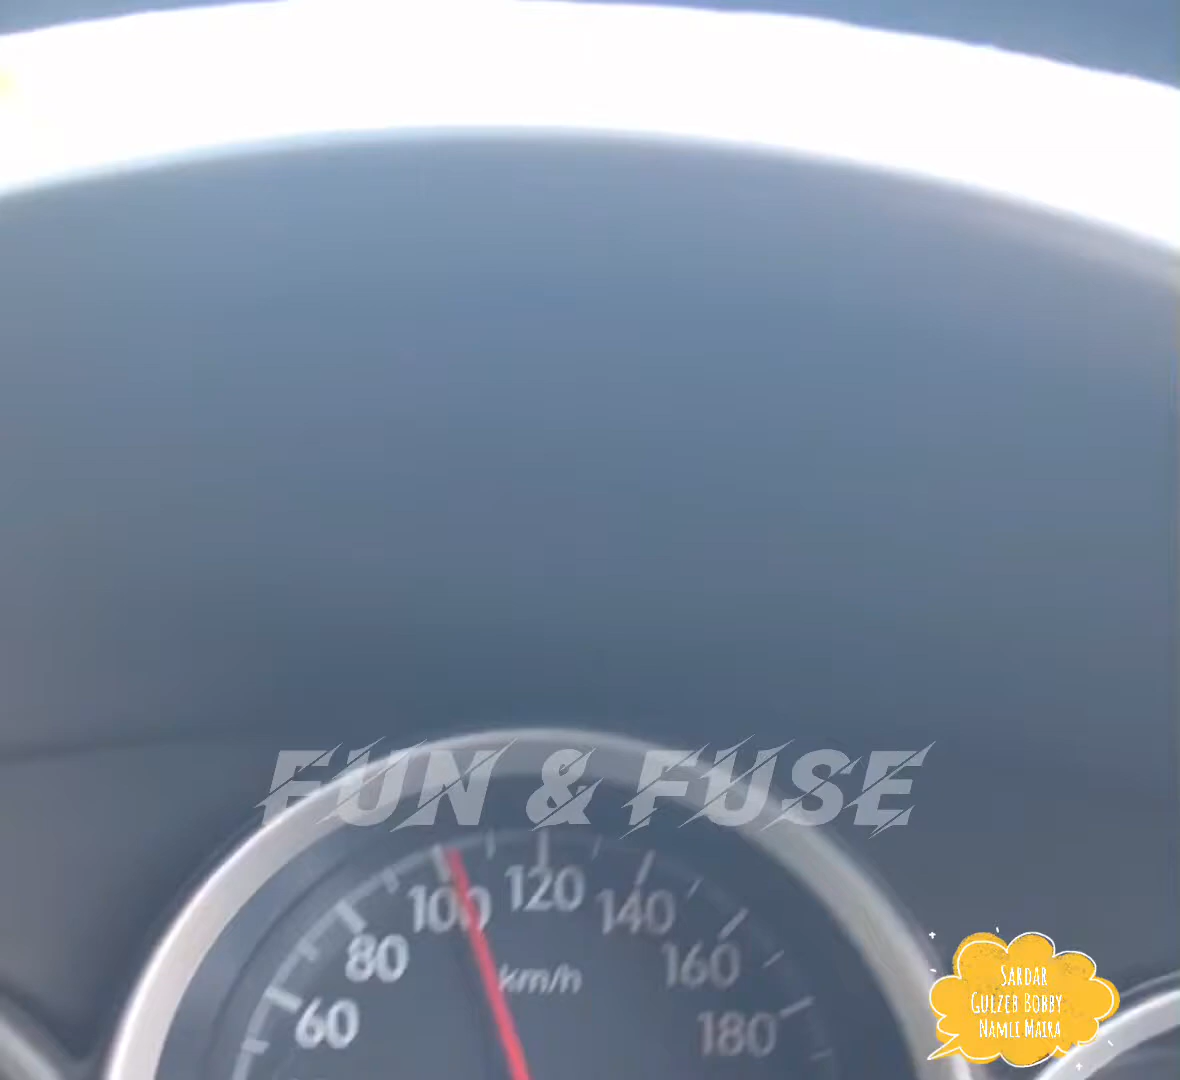 FUN & FUSE
120
100
140
80
160
km/h
60
180
SARDAR
GULZEB BOBBY
NAMLI MAIRA